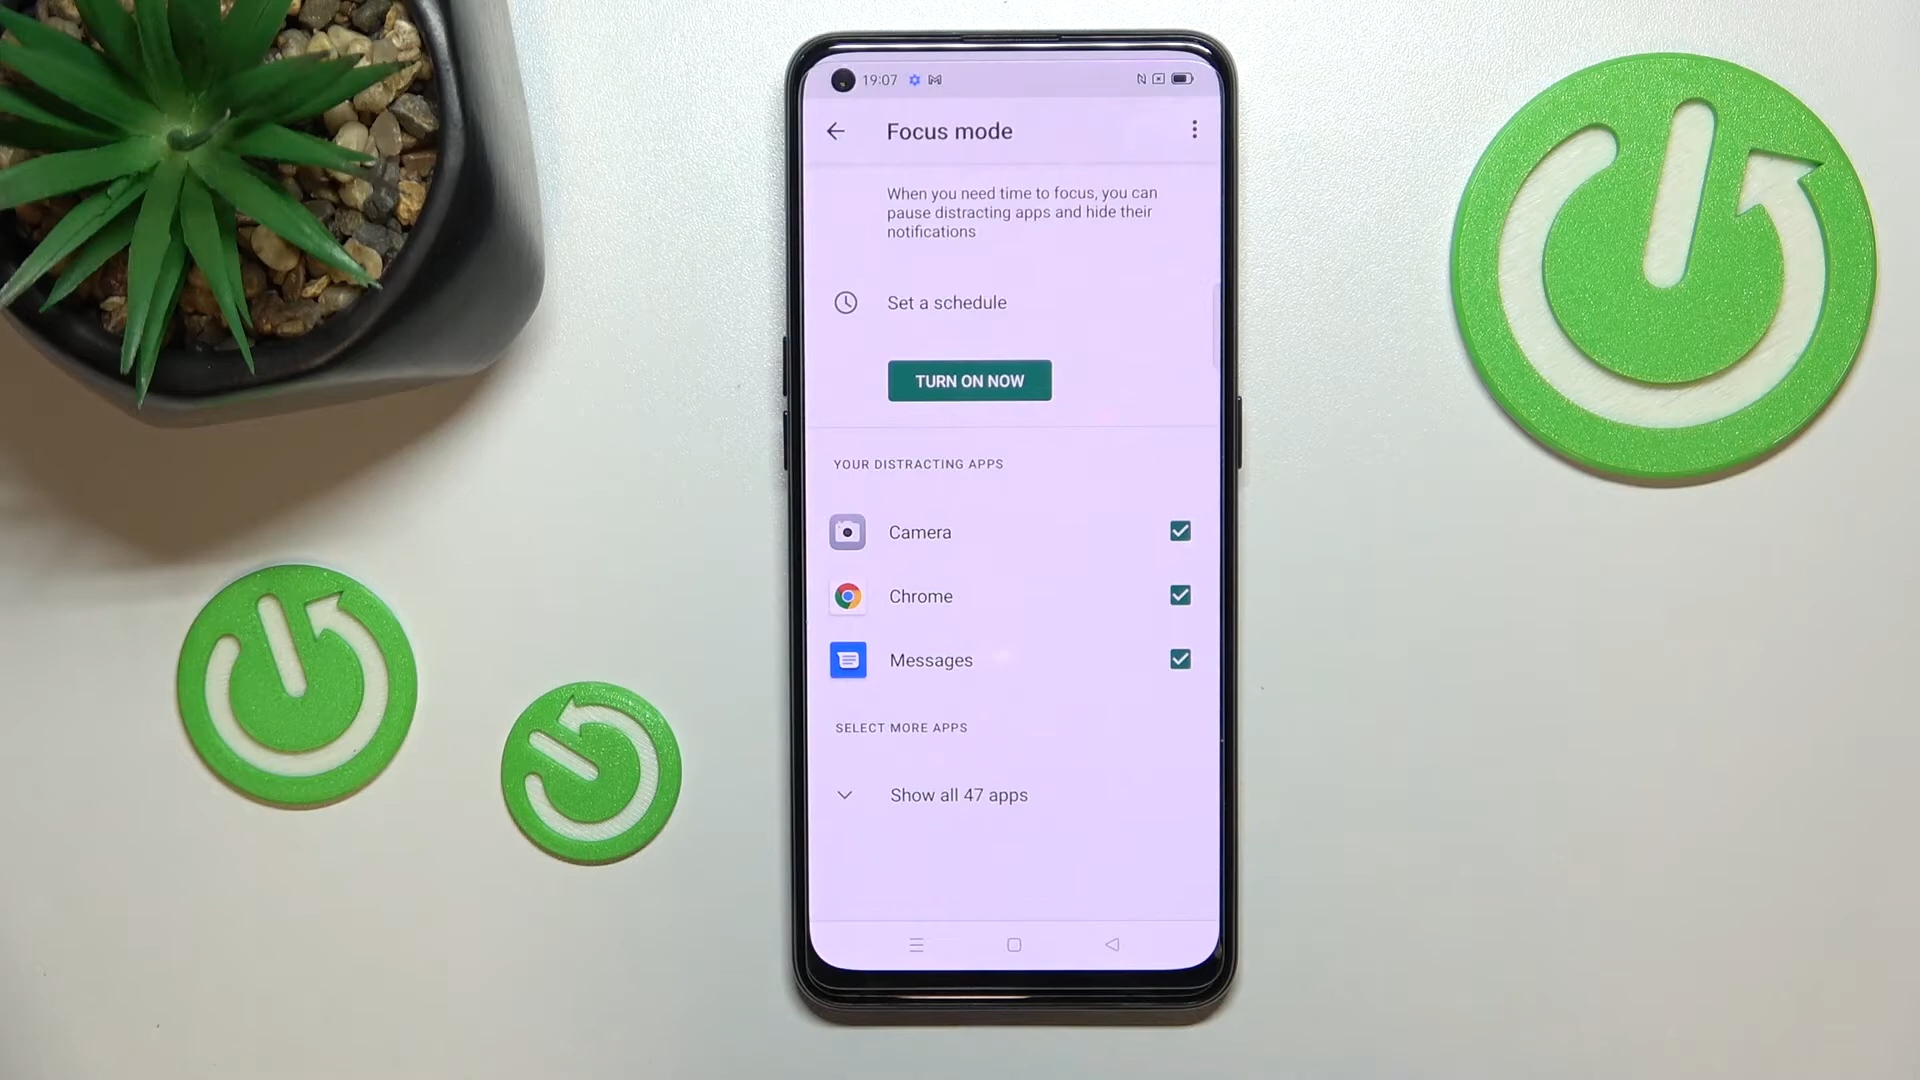 19:07
Focus mode
When you need time to focus, you can
pause distracting apps and hide their
notifications
Set a schedule
TURN ON NOW
YOUR DISTRACTING APPS
Camera
Chrome
Messages
SELECT MORE APPS
Show all 47 apps